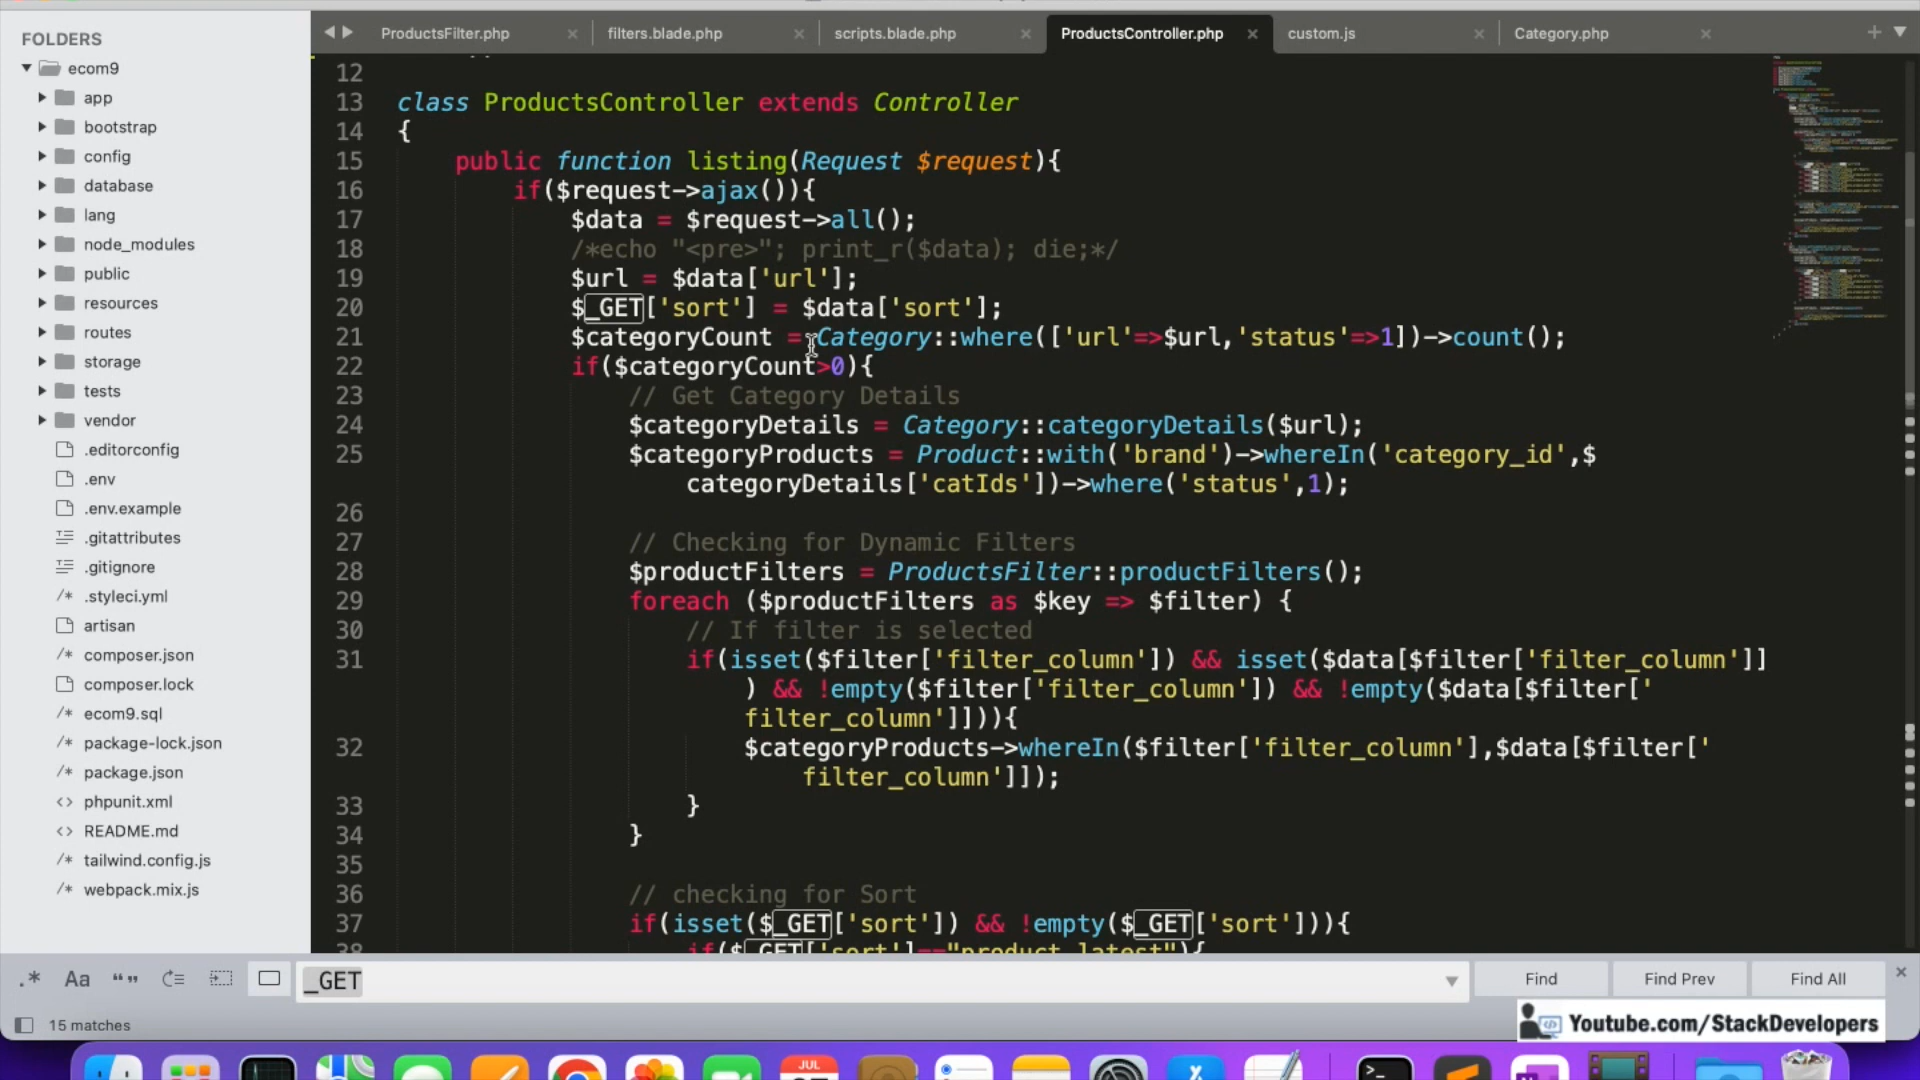 FOLDERS
ecom9
app
bootstrap
config
database
lang
node_modules
public
resources
routes
storage
tests
vendor
.editorconfig
.env
.env.example
.gitattributes
.gitignore
.styleci.yml
artisan
composer.json
composer.lock
ecom9.sql
package-lock.json
package.json
phpunit.xml
README.md
tailwind.config.js
webpack.mix.js
ProductsFilter.php
filters.blade.php
scripts.blade.php
ProductsController.php
custom.js
Category.php
12
13 class ProductsController extends Controller
14 {
15 public function listing(Request $request){
16 if($request->ajax()){
17 $data = $request->all();
18 /*echo "<pre>"; print_r($data); die;*/
19 $url = $data['url'];
20 $_GET['sort'] = $data['sort'];
21 $categoryCount = Category::where(['url'=>$url,'status'=>1])->count();
22 if($categoryCount>0){
23 // Get Category Details
24 $categoryDetails = Category::categoryDetails($url);
25 $categoryProducts = Product::with('brand')->whereIn('category_id',$
categoryDetails['catIds'])->where('status',1);
26
27 // Checking for Dynamic Filters
28 $productFilters = ProductsFilter::productFilters();
29 foreach ($productFilters as $key => $filter) {
30 // If filter is selected
31 if(isset($filter['filter_column']) && isset($data[$filter['filter_column']]
) && !empty($filter['filter_column']) && !empty($data[$filter['
filter_column']])){
32 $categoryProducts->whereIn($filter['filter_column'],$data[$filter['
filter_column']]);
33 }
34 }
35
36 // checking for Sort
37 if(isset($_GET['sort']) && !empty($_GET['sort'])){
38 if($_GET['sort']=="product_latest"){
.* Aa “ ”
_GET
Find
Find Prev
Find All
15 matches
Youtube.com/StackDevelopers
JUL